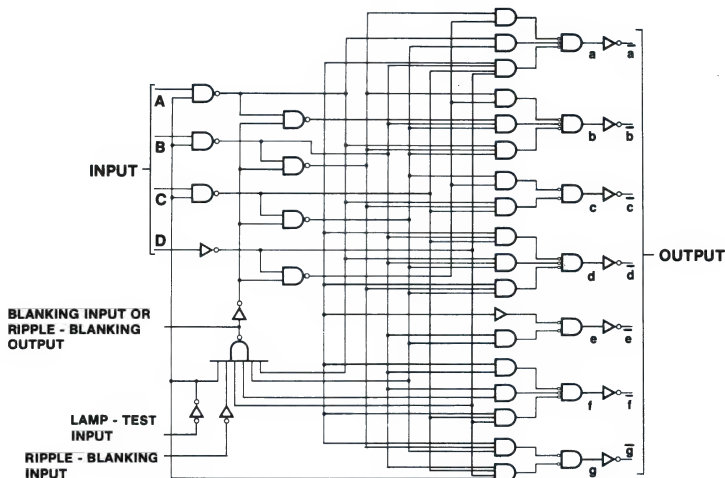 INPUT
A
B
C
D
BLANKING INPUT OR
RIPPLE - BLANKING
OUTPUT
LAMP - TEST
INPUT
RIPPLE - BLANKING
INPUT
a
a̅
b
b̅
c
c̅
d
d̅
e
e̅
f
f̅
g
g̅
OUTPUT